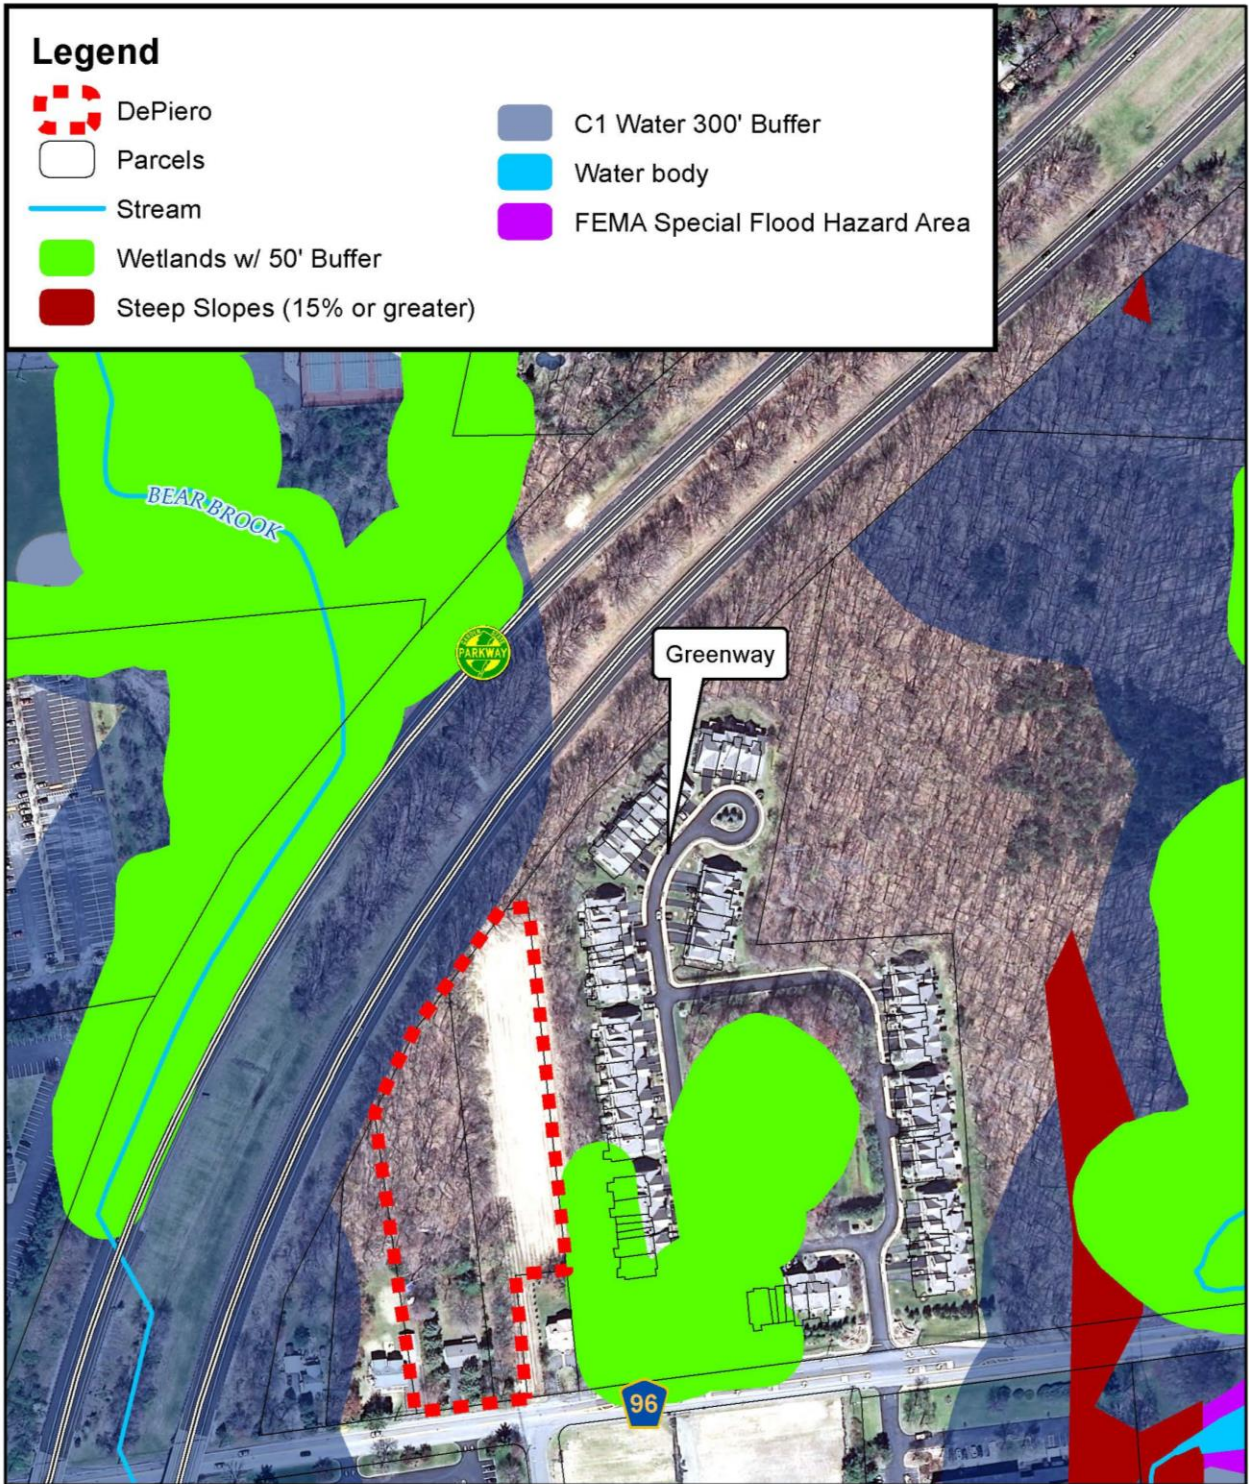 Legend
DePiero
Parcels
Stream
Wetlands w/ 50' Buffer
Steep Slopes (15% or greater)
C1 Water 300' Buffer
Water body
FEMA Special Flood Hazard Area
BEAR BROOK
PARKWAY
Greenway
96